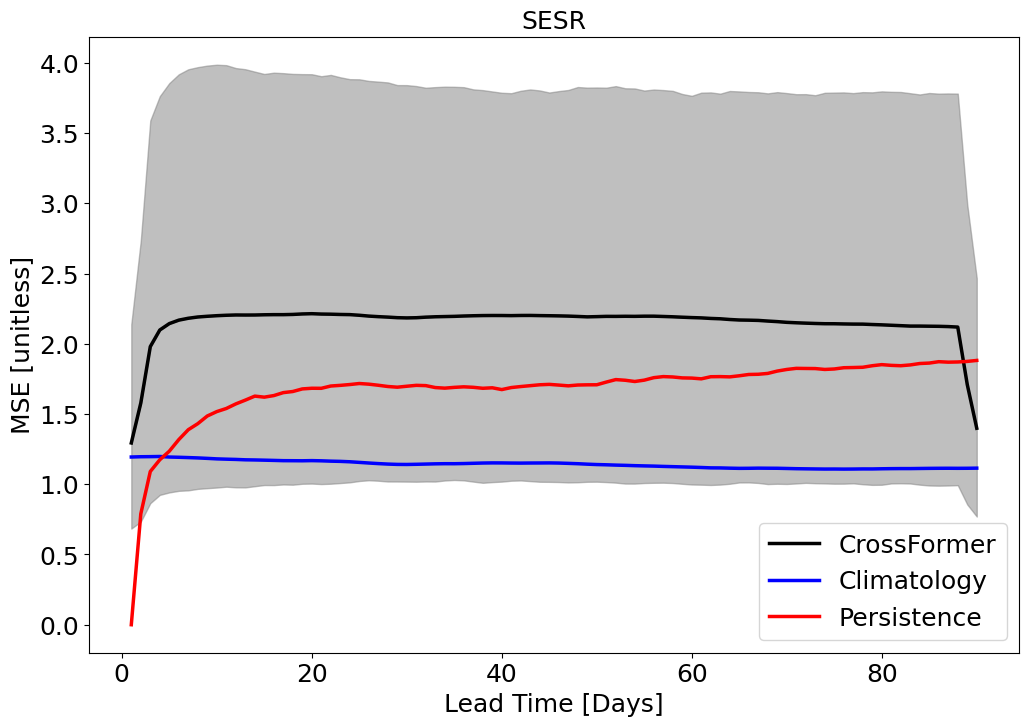 SESR
MSE [unitless]
4.0
3.5
3.0
2.5
2.0
1.5
1.0
0.5
0.0
0 20 40 60 80
Lead Time [Days]
CrossFormer
Climatology
Persistence